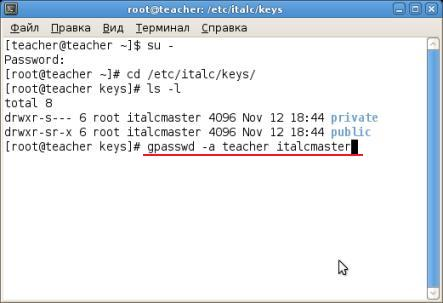 root@teacher: /etc/italc/keys
Файл Правка Вид Терминал Справка
[teacher@teacher ~]$ su -
Password:
[root@teacher ~]# cd /etc/italc/keys/
[root@teacher keys]# ls -l
total 8
drwxr-s--- 6 root italcmaster 4096 Nov 12 18:44 private
drwxr-sr-x 6 root italcmaster 4096 Nov 12 18:44 public
[root@teacher keys]# gpasswd -a teacher italcmaster